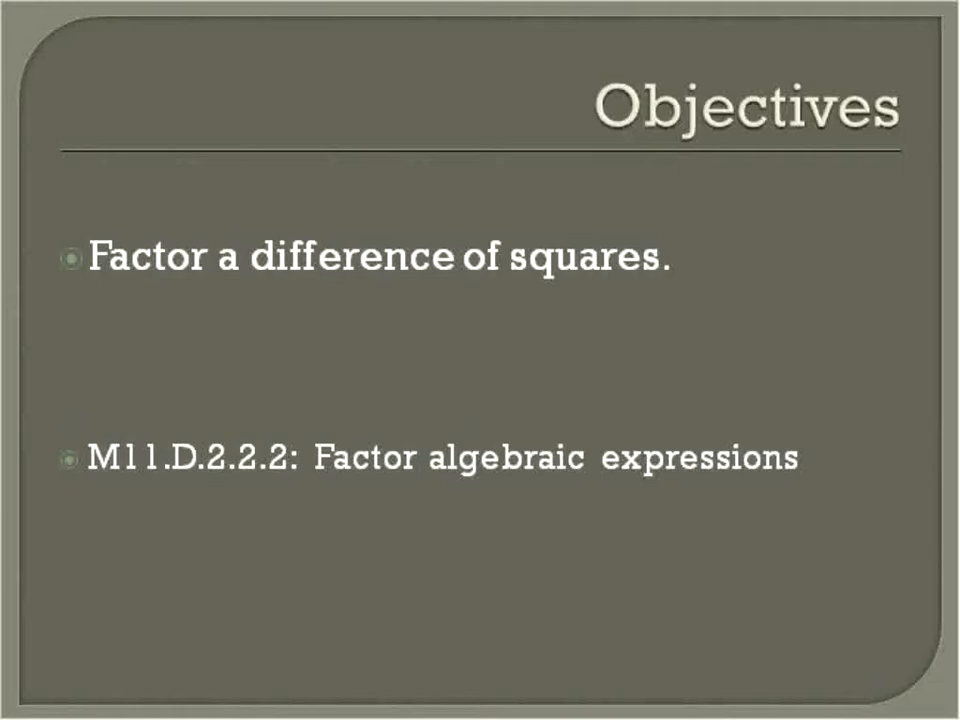 Objectives
Factor a difference of squares.
M11.D.2.2.2: Factor algebraic expressions